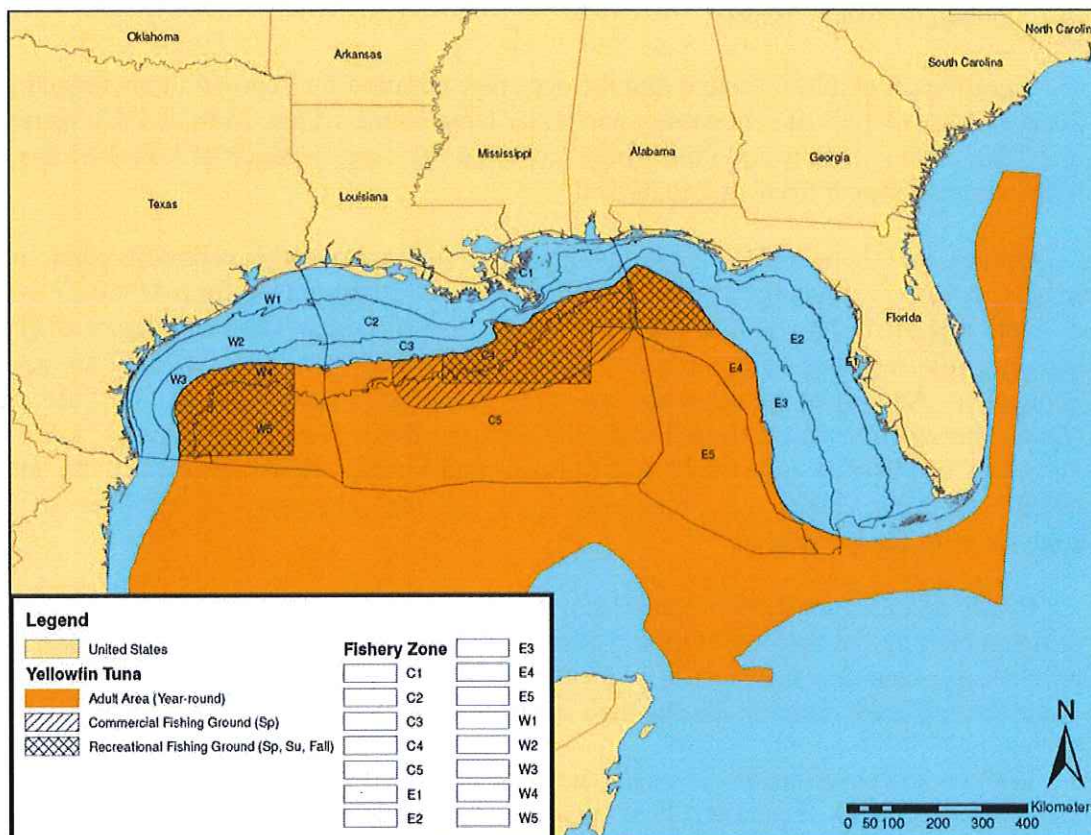 Oklahoma
Arkansas
North Carolin
South Carolina
Mississippi
Alabama
Georgia
Texas
Louisiana
Florida
C1
W1
C2
W2
E2
C3
C4
E1
W3
W4
E4
E3
W5
C5
E5
Legend
United States
Yellowfin Tuna
Adult Area (Year-round)
Commercial Fishing Ground (Sp)
Recreational Fishing Ground (Sp, Su, Fall)
Fishery Zone
C1
C2
C3
C4
C5
E1
E2
E3
E4
E5
W1
W2
W3
W4
W5
N
Kilometer
0 50 100 200 300 400